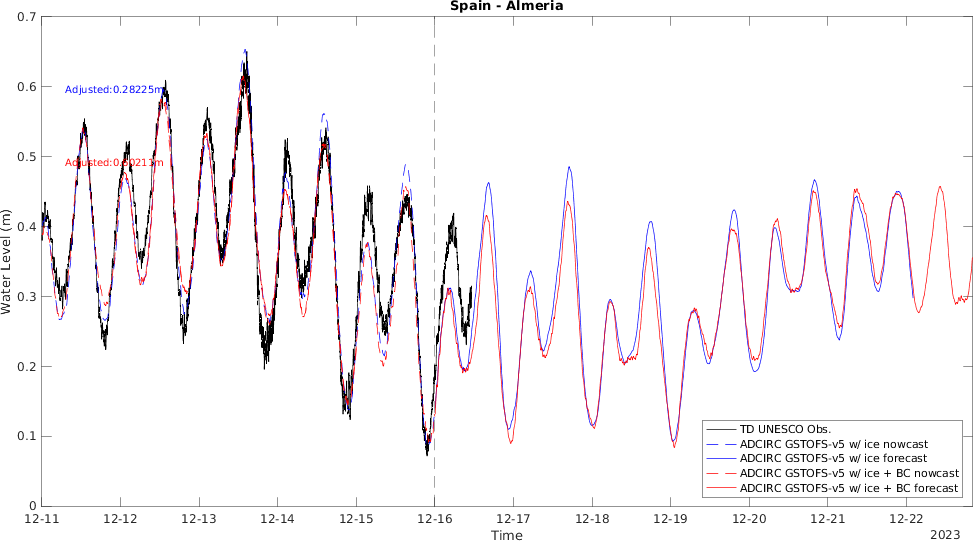 Spain - Almeria
0.7
0.6
0.5
0.4
0.3
0.2
0.1
0
Water Level (m)
Adjusted:0.28225m
Adjusted:0.30211m
TD UNESCO Obs.
ADCIRC GSTOFS-v5 w/ ice nowcast
ADCIRC GSTOFS-v5 w/ ice forecast
ADCIRC GSTOFS-v5 w/ ice + BC nowcast
ADCIRC GSTOFS-v5 w/ ice + BC forecast
12-11 12-12 12-13 12-14 12-15 12-16 12-17 12-18 12-19 12-20 12-21 12-22
Time
2023